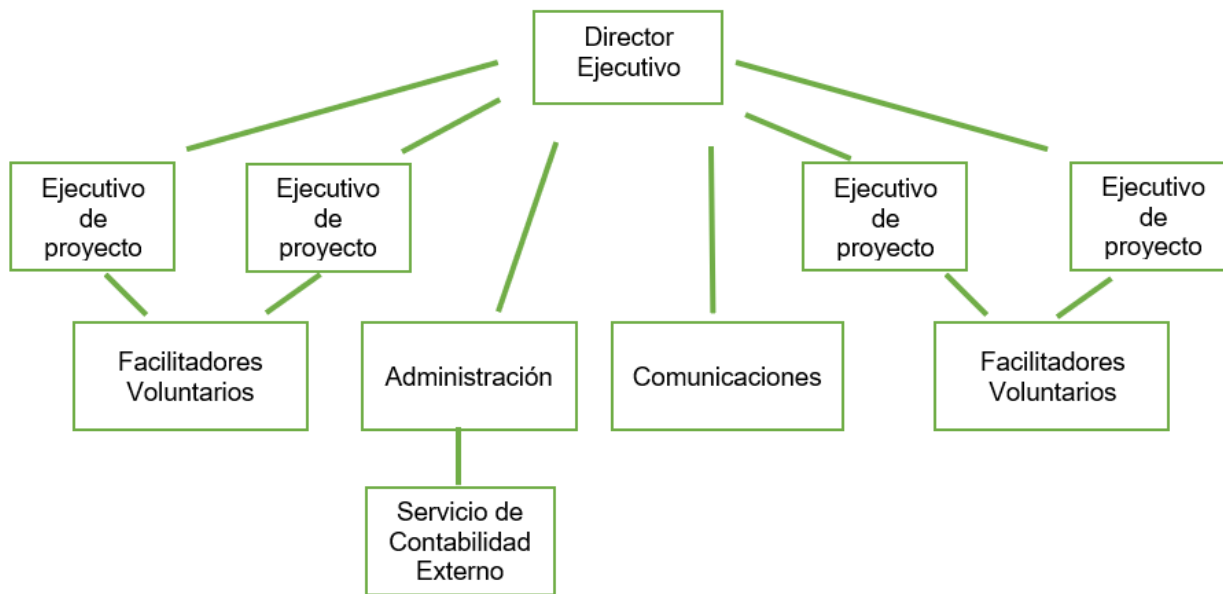 Director
Ejecutivo
Ejecutivo
de
proyecto
Ejecutivo
de
proyecto
Ejecutivo
de
proyecto
Ejecutivo
de
proyecto
Facilitadores
Voluntarios
Administración
Comunicaciones
Facilitadores
Voluntarios
Servicio de
Contabilidad
Externo